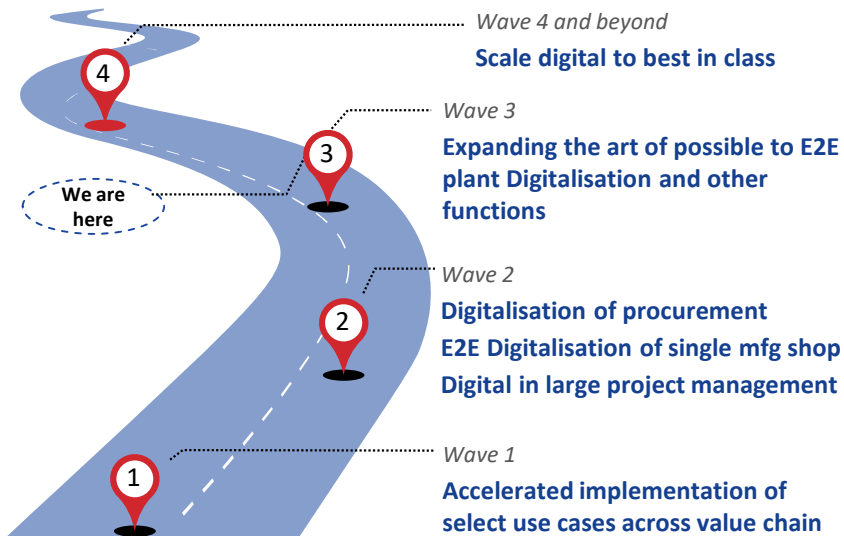 Wave 4 and beyond
Scale digital to best in class
4
Wave 3
Expanding the art of possible to E2E
plant Digitalisation and other
functions
3
We are
here
Wave 2
Digitalisation of procurement
E2E Digitalisation of single mfg shop
Digital in large project management
2
Wave 1
Accelerated implementation of
select use cases across value chain
1